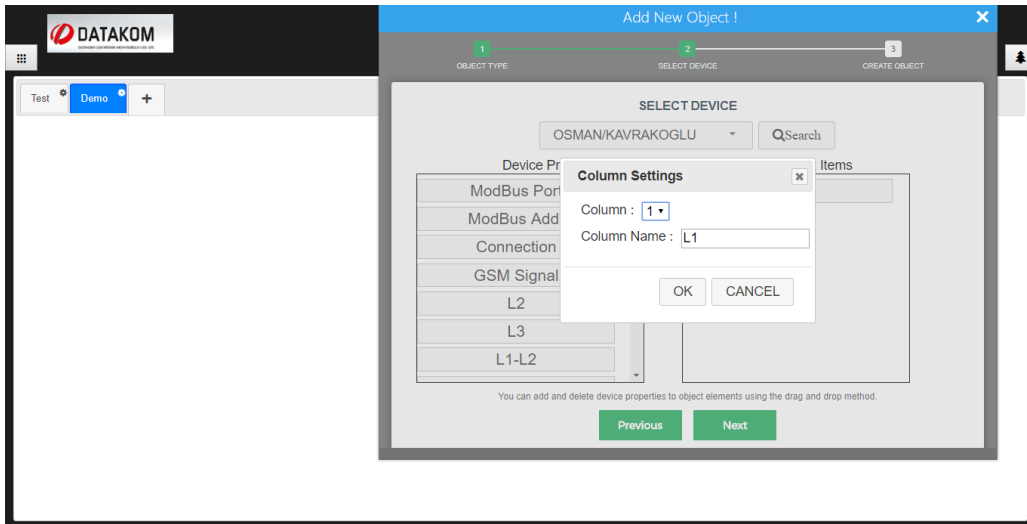 Add New Object !
DATAKOM
1
2
3
OBJECT TYPE
SELECT DEVICE
CREATE OBJECT
Test
Demo
+
SELECT DEVICE
OSMAN/KAVRAKOGLU
Search
Device Pr
Items
Column Settings
ModBus Port
Column : 1
ModBus Add
Column Name : L1
Connection
GSM Signal
OK
CANCEL
L2
L3
L1-L2
You can add and delete device properties to object elements using the drag and drop method.
Previous
Next